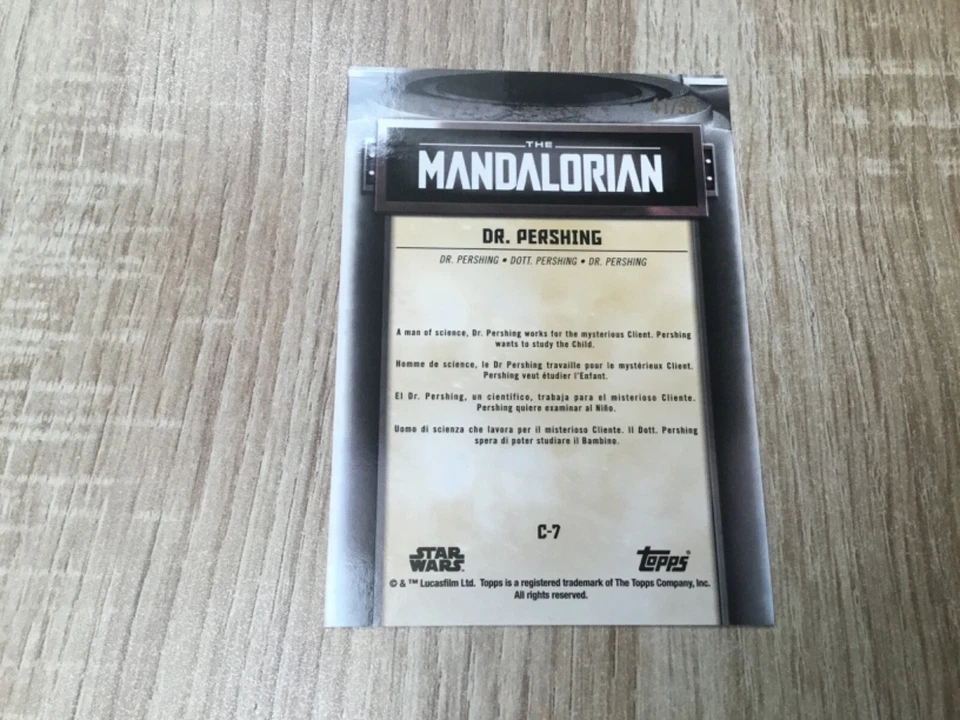 THE
MANDALORIAN
DR. PERSHING
DR. PERSHING • DOTT. PERSHING • DR. PERSHING
A man of science, Dr. Pershing works for the mysterious Client. Pershing
wants to study the Child.
Homme de science, le Dr Pershing travaille pour le mystérieux Client.
Pershing veut étudier l'Enfant.
El Dr. Pershing, un científico, trabaja para el misterioso Cliente.
Pershing quiere examinar al Niño.
Uomo di scienza che lavora per il misterioso Cliente. Il Dott. Pershing
spera di poter studiare il Bambino.
C-7
STAR
WARS
Topps®
© & ™ Lucasfilm Ltd. Topps is a registered trademark of The Topps Company, Inc.
All rights reserved.